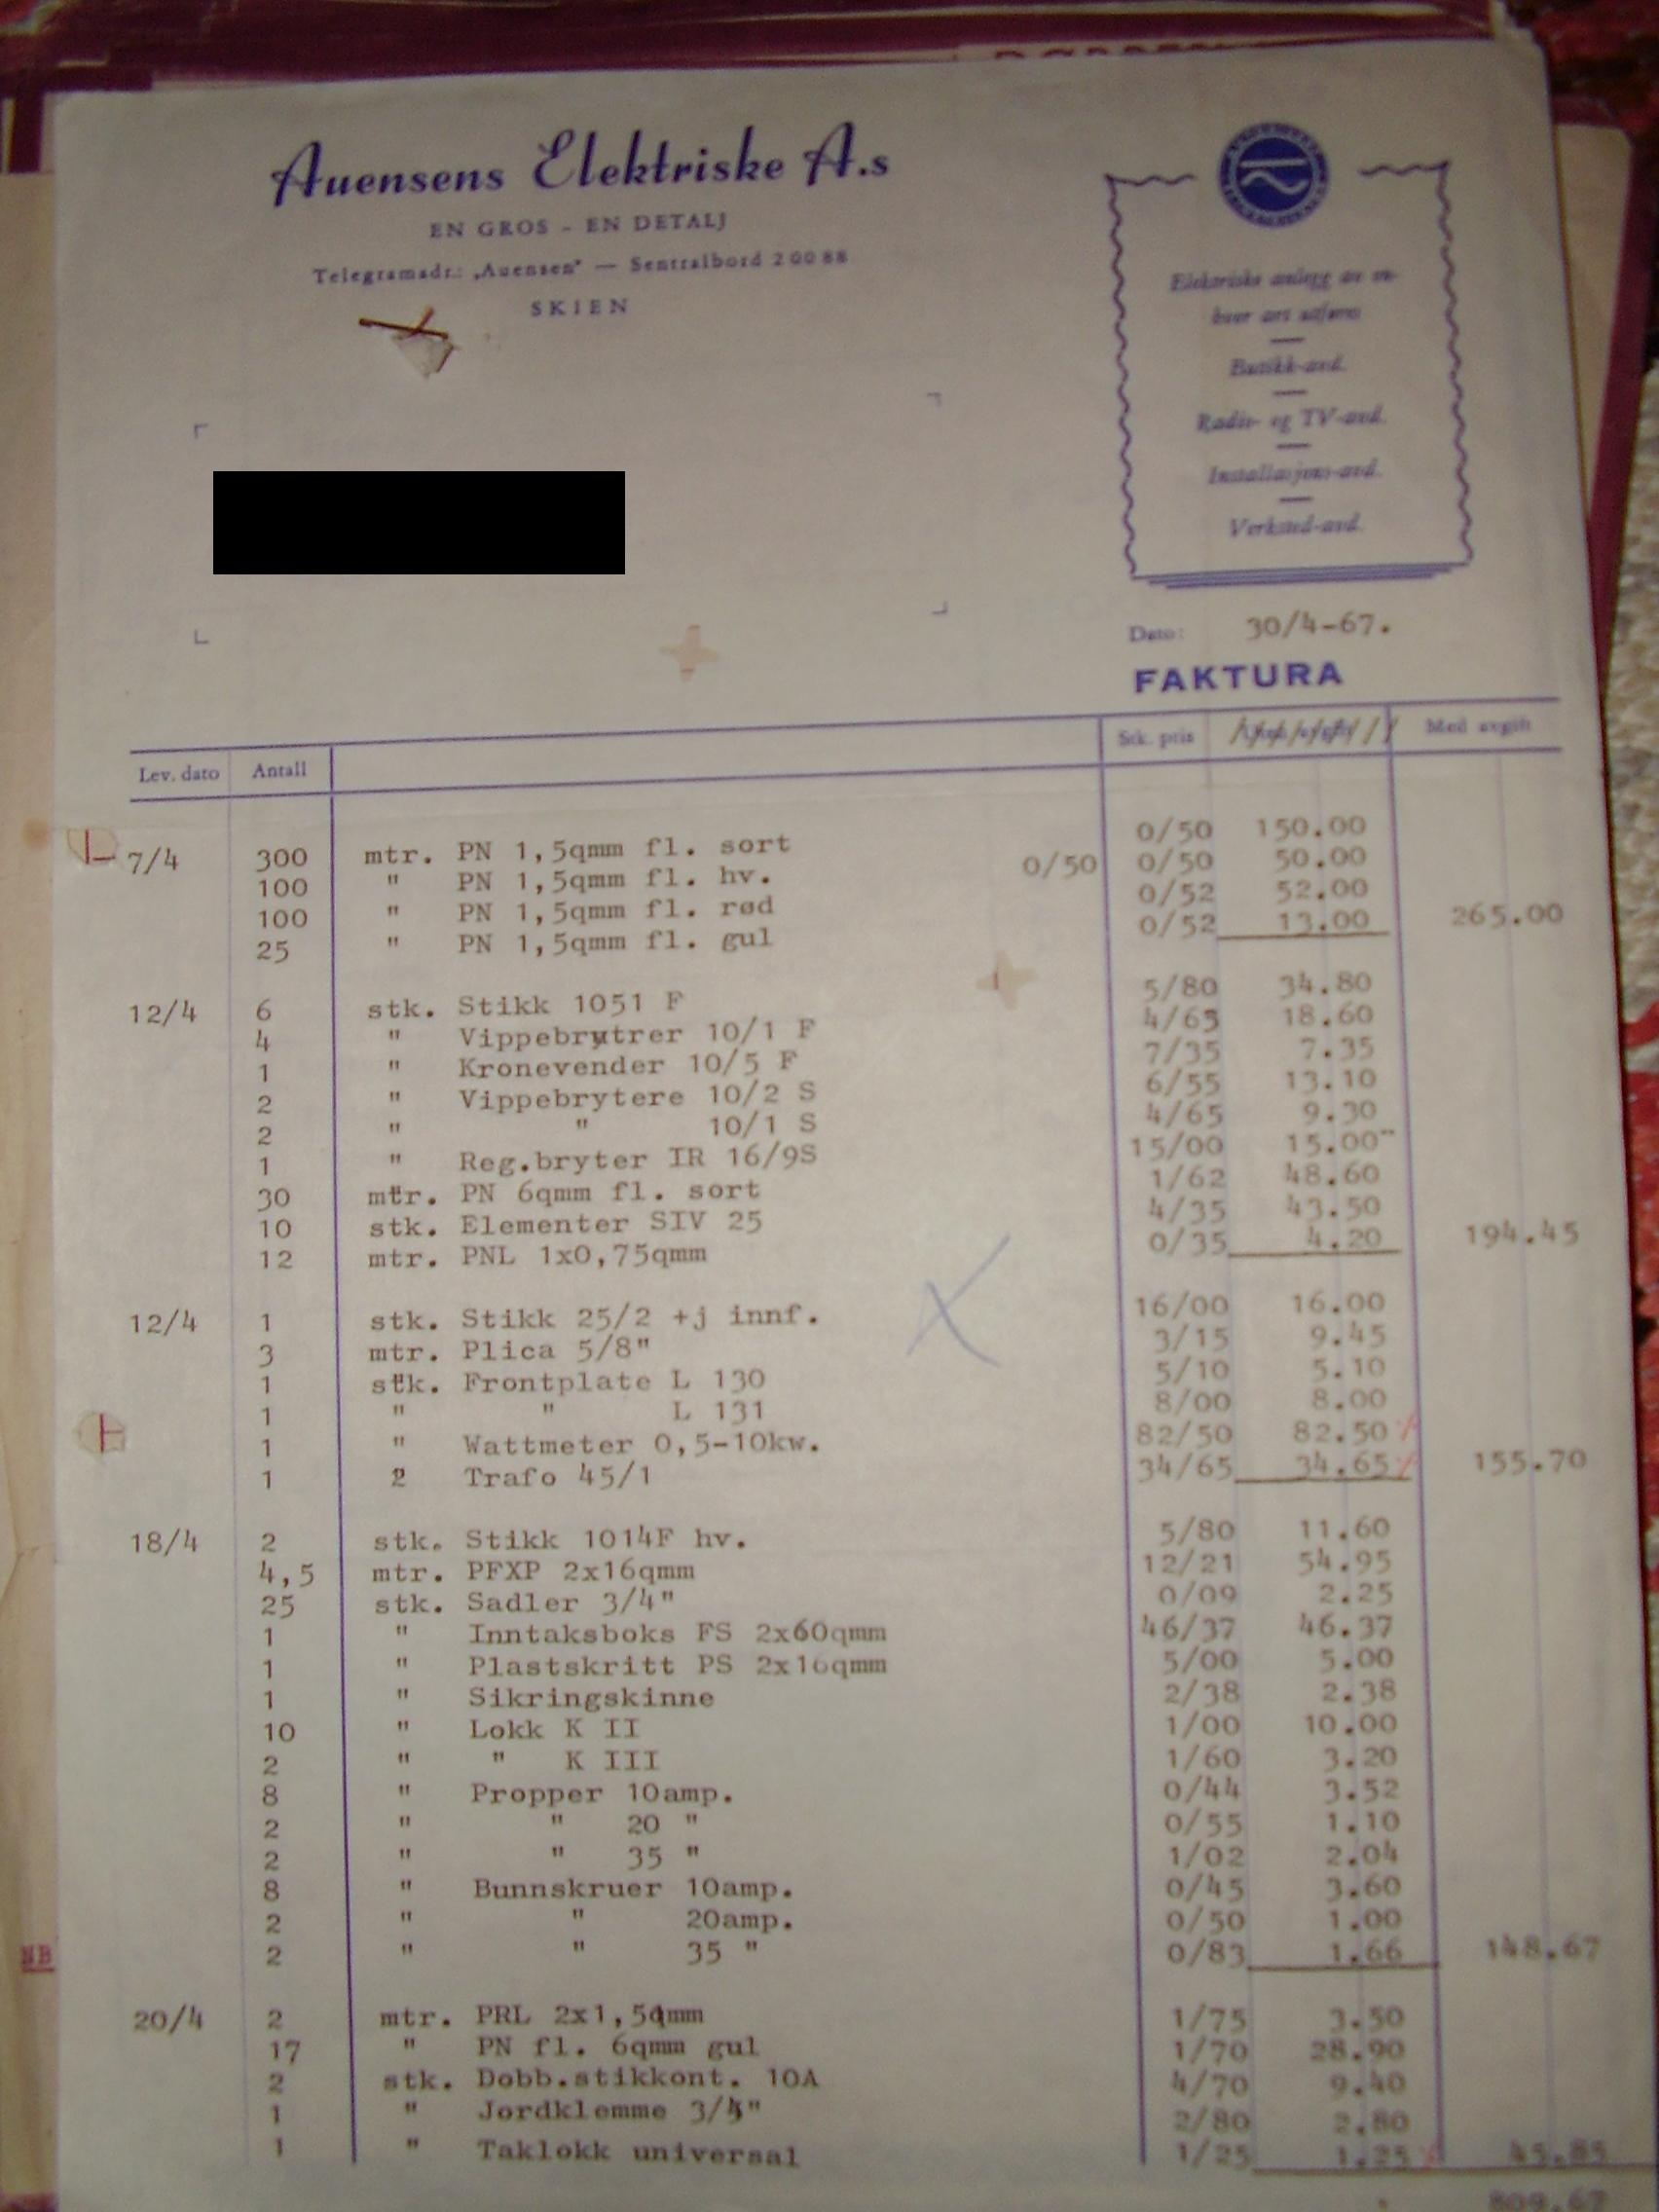 Auensens Elektriske A.s
EN GROS - EN DETALJ
Telegramadr.: „Auensen" — Sentralbord 20088
SKIEN
Elektriske anlegg av en-
hver art utføres
Butikk-avd.
Radio- og TV-avd.
Installasjons-avd.
Verksted-avd.
Dato: 30/4-67.
FAKTURA
Lev. dato Antall Stk. pris Med avgift
7/4 300 mtr. PN 1,5qmm fl. sort 0/50 150.00
100 " PN 1,5qmm fl. hv. 0/50 0/50 50.00
100 " PN 1,5qmm fl. rød 0/52 52.00
25 " PN 1,5qmm fl. gul 0/52 13.00 265.00
12/4 6 stk. Stikk 1051 F 5/80 34.80
4 " Vippebrytrer 10/1 F 4/65 18.60
1 " Kronevender 10/5 F 7/35 7.35
2 " Vippebrytere 10/2 S 6/55 13.10
2 " " 10/1 S 4/65 9.30
1 " Reg.bryter IR 16/9S 15/00 15.00
30 mtr. PN 6qmm fl. sort 1/62 48.60
10 stk. Elementer SIV 25 4/35 43.50
12 mtr. PNL 1x0,75qmm 0/35 4.20 194.45
12/4 1 stk. Stikk 25/2 +j innf. 16/00 16.00
3 mtr. Plica 5/8" 3/15 9.45
1 stk. Frontplate L 130 5/10 5.10
1 " " L 131 8/00 8.00
1 " Wattmeter 0,5-10kw. 82/50 82.50
1 2 Trafo 45/1 34/65 34.65 155.70
18/4 2 stk. Stikk 1014F hv. 5/80 11.60
4,5 mtr. PFXP 2x16qmm 12/21 54.95
25 stk. Sadler 3/4" 0/09 2.25
1 " Inntaksboks FS 2x60qmm 46/37 46.37
1 " Plastskritt PS 2x16qmm 5/00 5.00
1 " Sikringskinne 2/38 2.38
10 " Lokk K II 1/00 10.00
2 " " K III 1/60 3.20
8 " Propper 10amp. 0/44 3.52
2 " " 20 " 0/55 1.10
2 " " 35 " 1/02 2.04
8 " Bunnskruer 10amp. 0/45 3.60
2 " " 20amp. 0/50 1.00
2 " " 35 " 0/83 1.66 148.67
NB
20/4 2 mtr. PRL 2x1,5qmm 1/75 3.50
17 " PN fl. 6qmm gul 1/70 28.90
2 stk. Dobb.stikkont. 10A 4/70 9.40
1 " Jordklemme 3/4" 2/80 2.80
1 " Taklokk universal 1/25 1.25 45.85
809.67